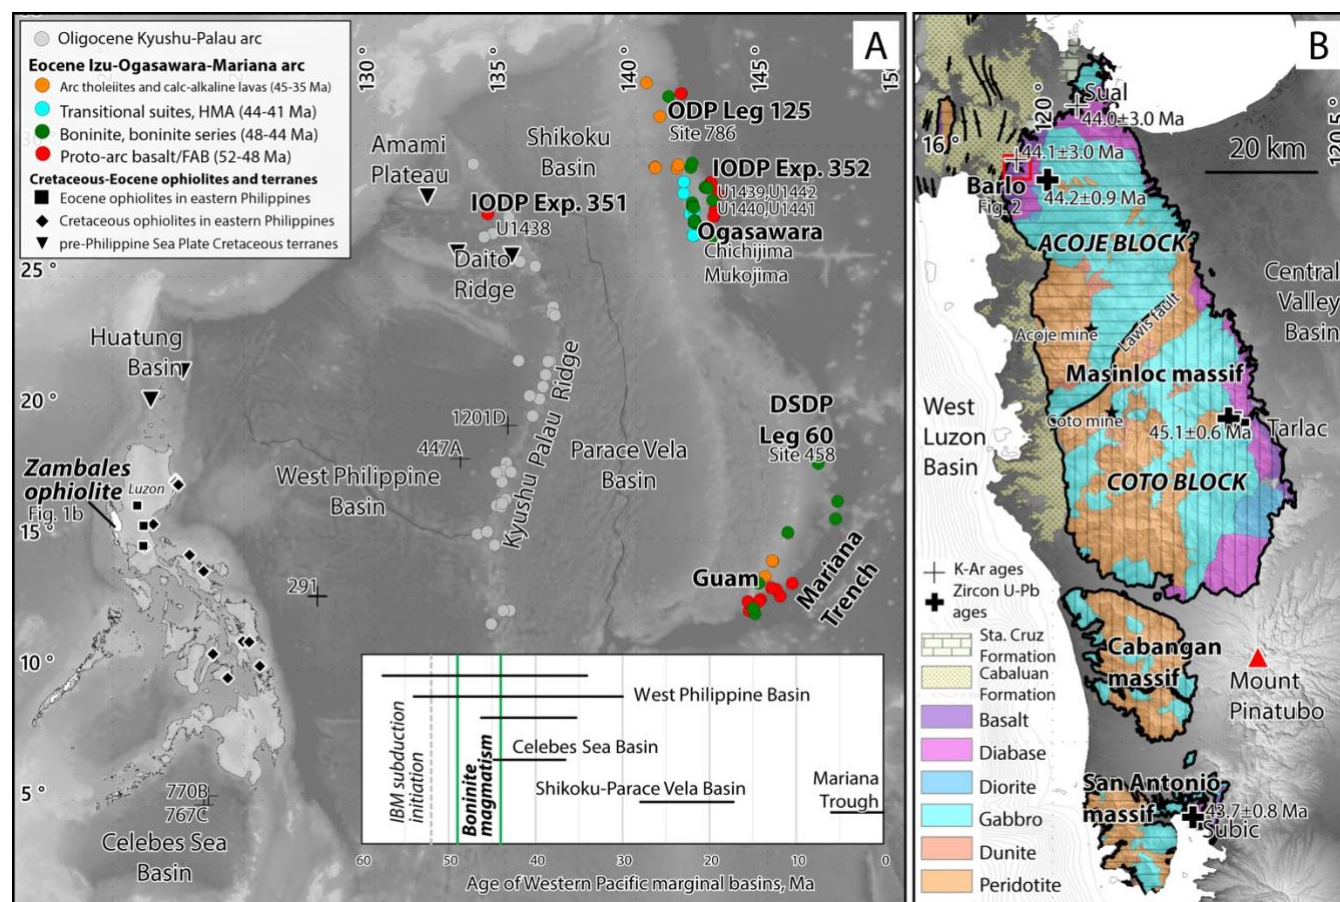 A
Oligocene Kyushu-Palau arc
Eocene Izu-Ogasawara-Mariana arc
Arc tholeiites and calc-alkaline lavas (45-35 Ma)
Transitional suites, HMA (44-41 Ma)
Boninite, boninite series (48-44 Ma)
Proto-arc basalt/FAB (52-48 Ma)
Cretaceous-Eocene ophiolites and terranes
Eocene ophiolites in eastern Philippines
Cretaceous ophiolites in eastern Philippines
pre-Philippine Sea Plate Cretaceous terranes
130
135
140
145
25 °
20 °
15 °
10 °
5 °
Amami
Plateau
Shikoku
Basin
ODP Leg 125
Site 786
IODP Exp. 352
U1439,U1442
U1440,U1441
Ogasawara
Chichijima
Mukojima
IODP Exp. 351
U1438
Daito
Ridge
Huatung
Basin
1201D
447A
West Philippine
Basin
Kyushu Palau Ridge
Parace Vela
Basin
DSDP
Leg 60
Site 458
Zambales
ophiolite
Fig. 1b
Luzon
291
Guam
Mariana
Trench
770B
767C
Celebes Sea
Basin
IBM subduction
initiation
Boninite
magmatism
West Philippine Basin
Celebes Sea Basin
Shikoku-Parace Vela Basin
Mariana
Trough
60
50
40
30
20
10
0
Age of Western Pacific marginal basins, Ma
B
Sual
44.0±3.0 Ma
120 °
120.5°
16 °
44.1±3.0 Ma
20 km
Barlo
Fig. 2
44.2±0.9 Ma
ACOJE BLOCK
Central
Valley
Basin
Acoje mine
Lawis fault
Masinloc massif
West
Luzon
Basin
Coto mine
45.1±0.6 Ma
Tarlac
COTO BLOCK
K-Ar ages
Zircon U-Pb
ages
Sta. Cruz
Formation
Cabaluan
Formation
Basalt
Diabase
Diorite
Gabbro
Dunite
Peridotite
Cabangan
massif
Mount
Pinatubo
San Antonio
massif
43.7±0.8 Ma
Subic